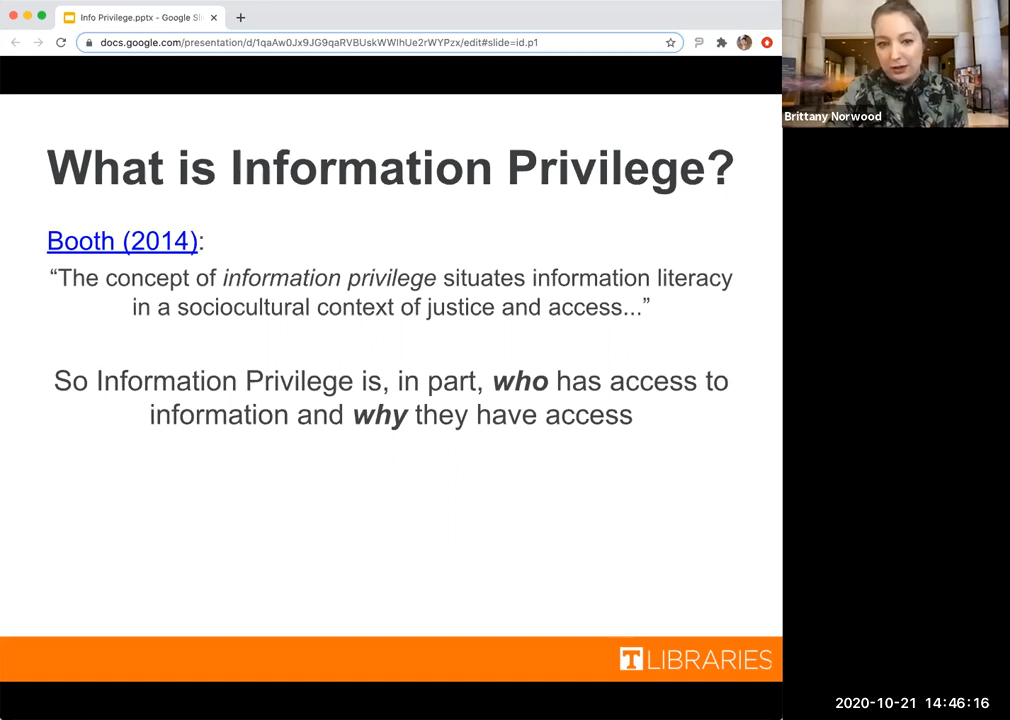 Info Privilege.pptx - Google Sli
docs.google.com/presentation/d/1qaAw0Jx9JG9qaRVBUskWWIhUe2rWYPzx/edit#slide=id.p1
Brittany Norwood
What is Information Privilege?
Booth (2014):
“The concept of information privilege situates information literacy
in a sociocultural context of justice and access...”
So Information Privilege is, in part, who has access to
information and why they have access
T LIBRARIES
2020-10-21 14:46:16